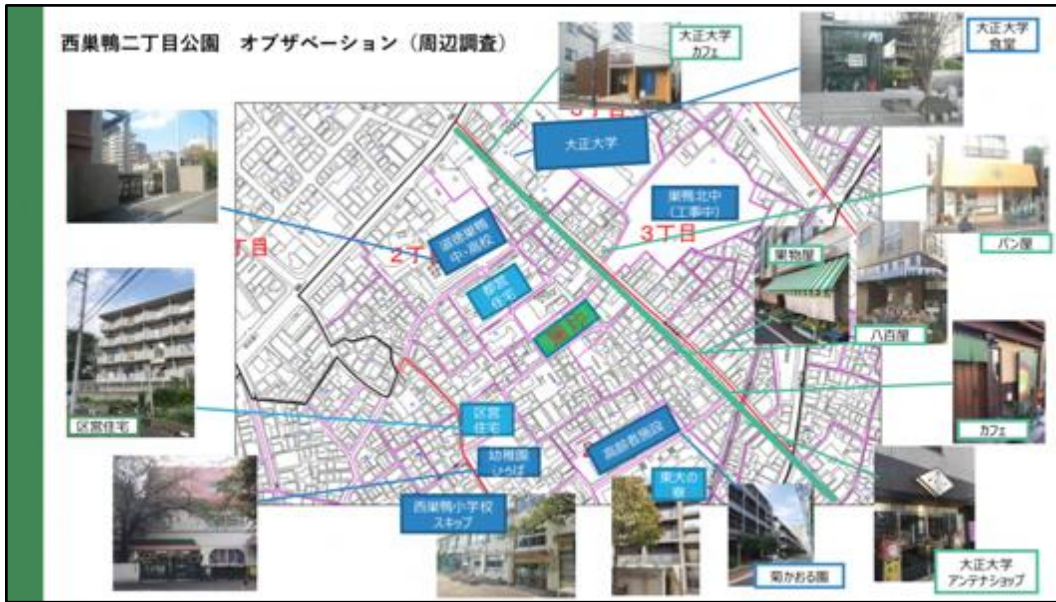 西巣鴨二丁目公園 オブザベーション（周辺調査）
大正大学
カフェ
大正大学
食堂
大正大学
巣鴨北中
（工事中）
3丁目
パン屋
淑徳巣鴨
中・高校
2丁
丁目
都営
住宅
果物屋
八百屋
カフェ
区営住宅
区営
住宅
幼稚園
ひろば
高齢者施設
西巣鴨小学校
スキップ
東大の
寮
菊かおる園
大正大学
アンテナショップ